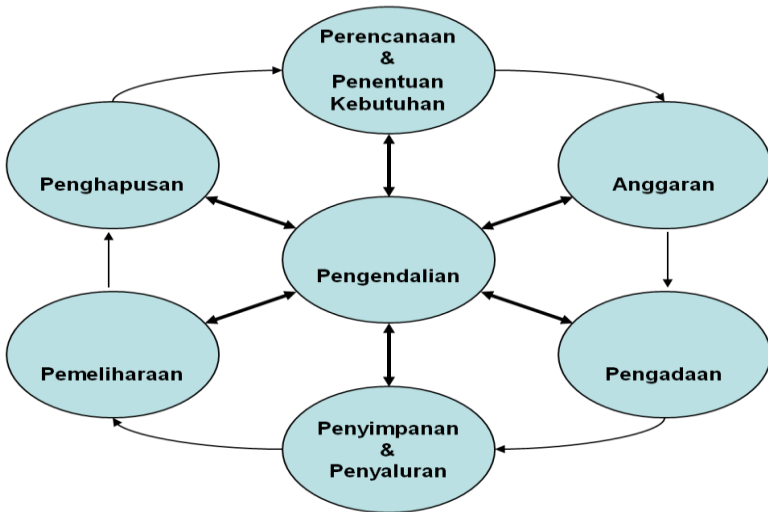 Perencanaan
&
Penentuan
Kebutuhan
Penghapusan
Anggaran
Pengendalian
Pemeliharaan
Pengadaan
Penyimpanan
&
Penyaluran